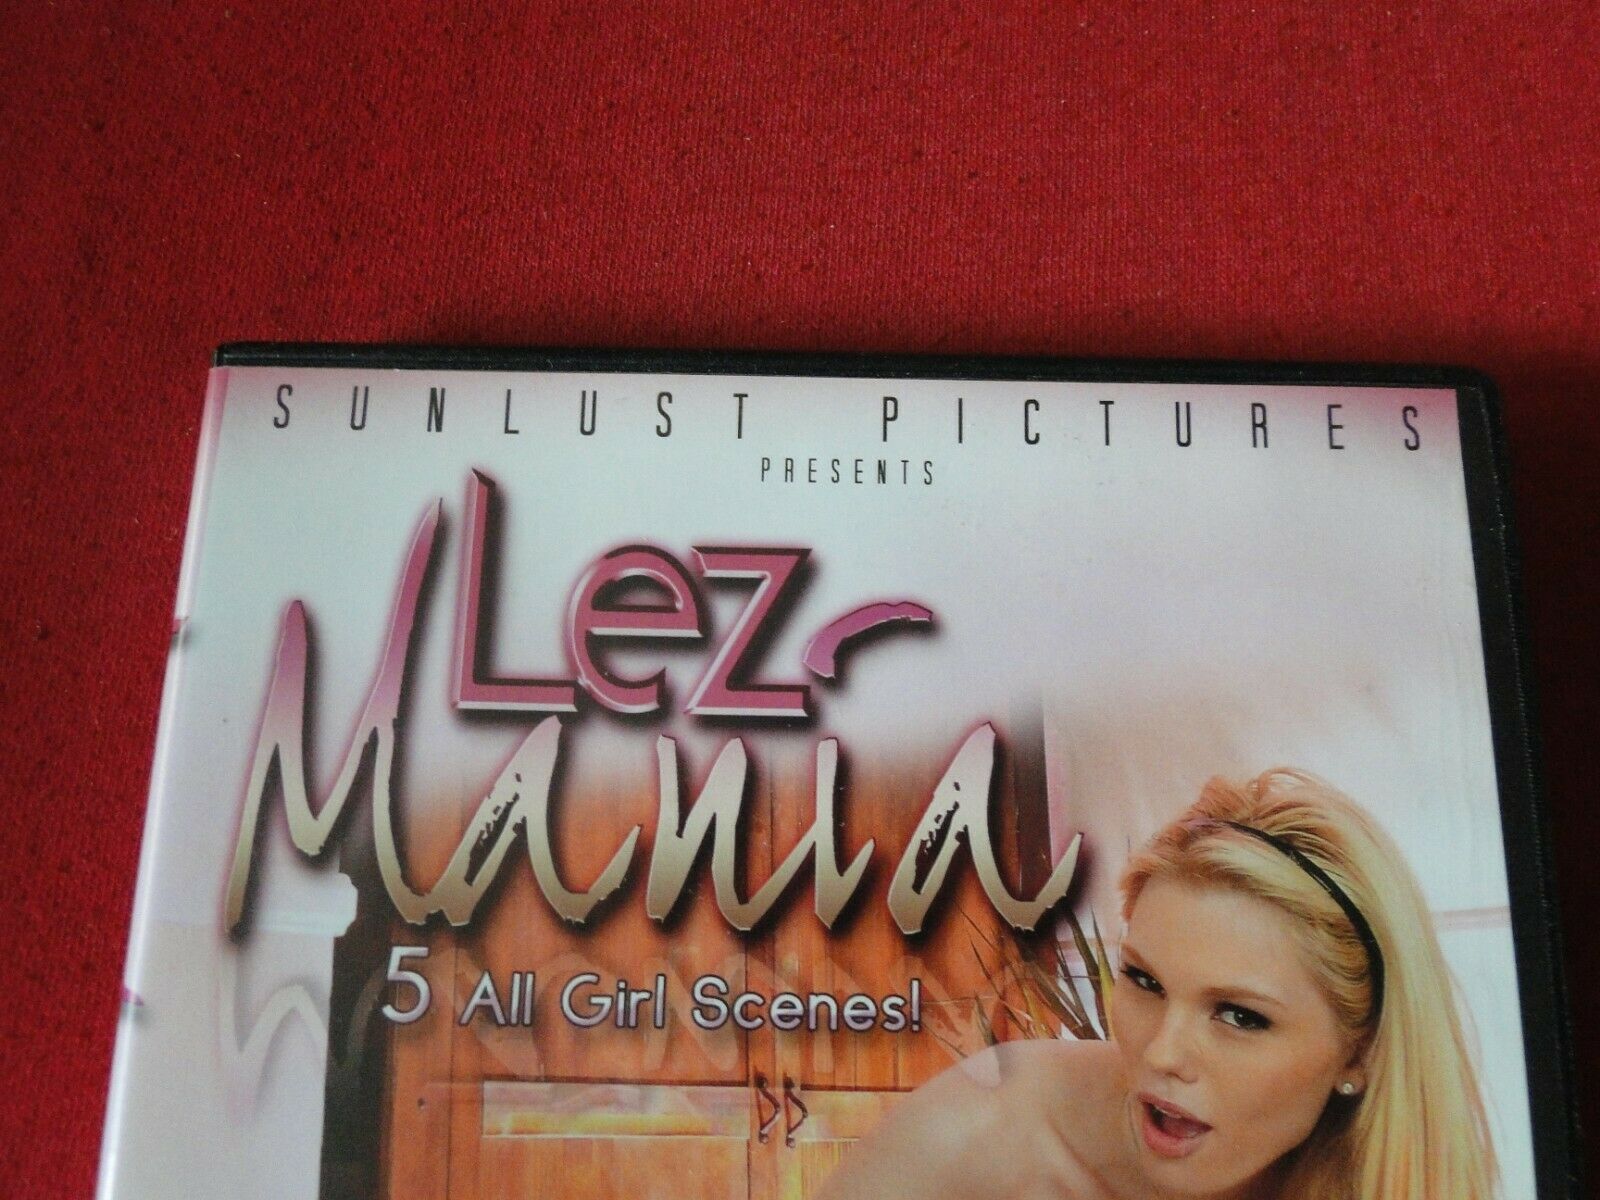 SUNLUST PICTURES
PRESENTS
Lez
Mania
5 All Girl Scenes!